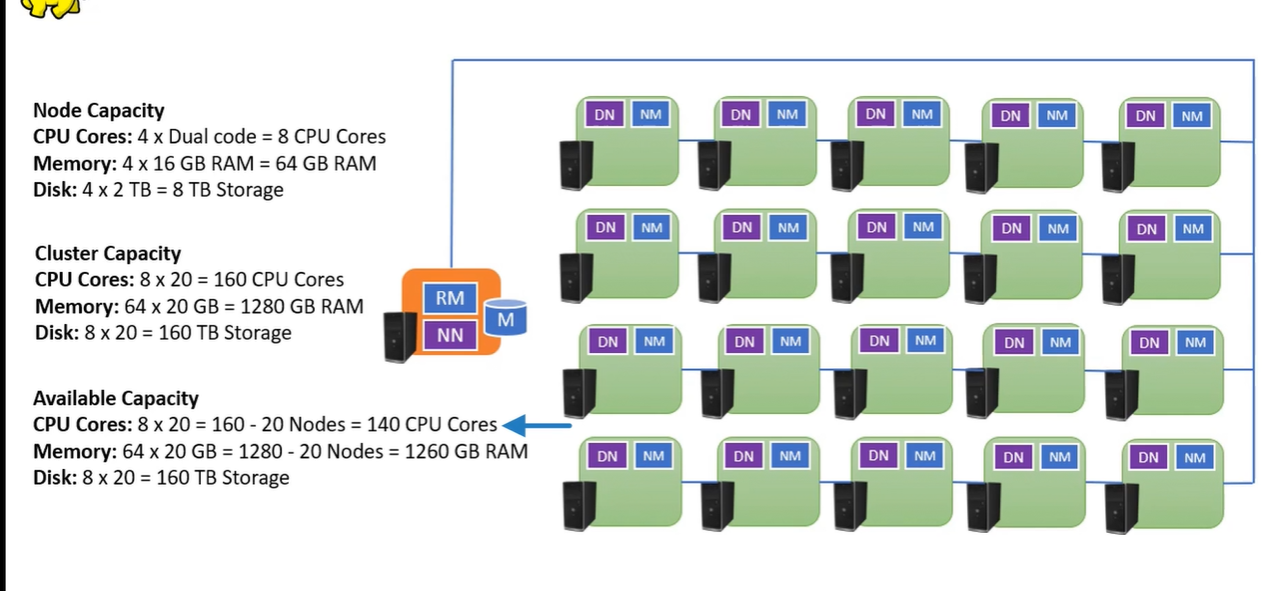 Node Capacity
CPU Cores: 4 x Dual code = 8 CPU Cores
Memory: 4 x 16 GB RAM = 64 GB RAM
Disk: 4 x 2 TB = 8 TB Storage
Cluster Capacity
CPU Cores: 8 x 20 = 160 CPU Cores
Memory: 64 x 20 GB = 1280 GB RAM
Disk: 8 x 20 = 160 TB Storage
Available Capacity
CPU Cores: 8 x 20 = 160 - 20 Nodes = 140 CPU Cores
Memory: 64 x 20 GB = 1280 - 20 Nodes = 1260 GB RAM
Disk: 8 x 20 = 160 TB Storage
RM
NN
M
DN NM DN NM DN NM DN NM DN NM
DN NM DN NM DN NM DN NM DN NM
DN NM DN NM DN NM DN NM DN NM
DN NM DN NM DN NM DN NM DN NM